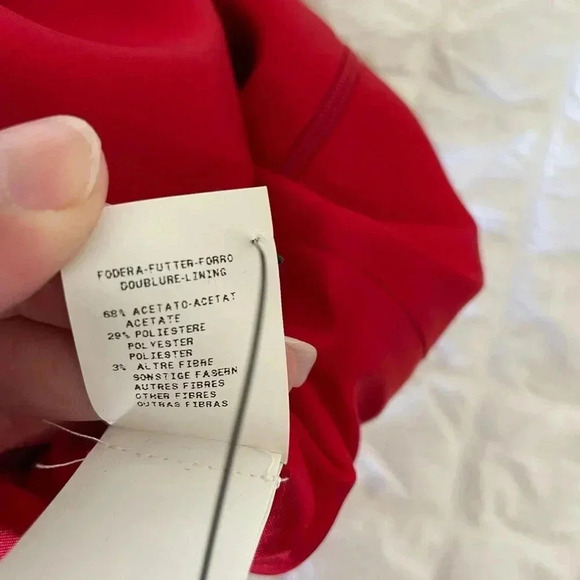 FODERA-FUTTER-FORRO
DOUBLURE-LINING
68% ACETATO-ACETAT
ACETATE
29% POLIESTERE
POLYESTER
POLIESTER
3% ALTRE FIBRE
SONSTIGE FASERN
AUTRES FIBRES
OTHER FIBRES
OUTRAS FIBRAS